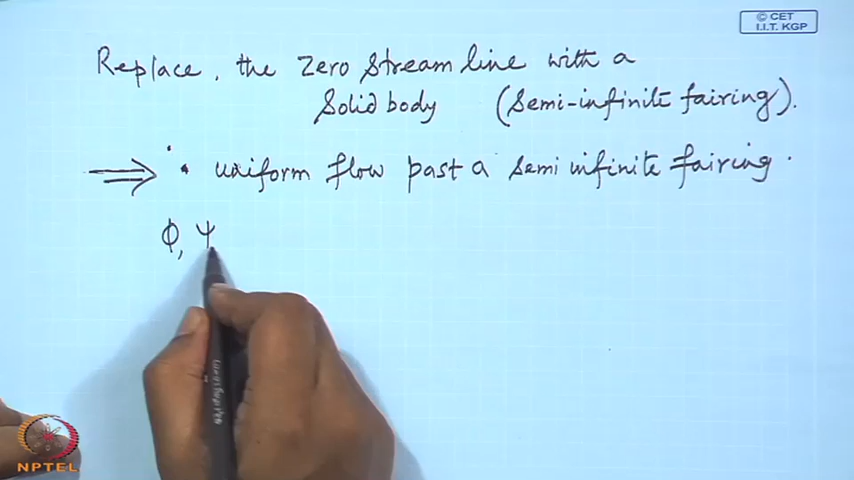 © CET
I.I.T. KGP
Replace, the zero stream line with a
Solid body (Semi-infinite fairing).
⟹ uniform flow past a semi infinite fairing.
φ, ψ
NPTEL